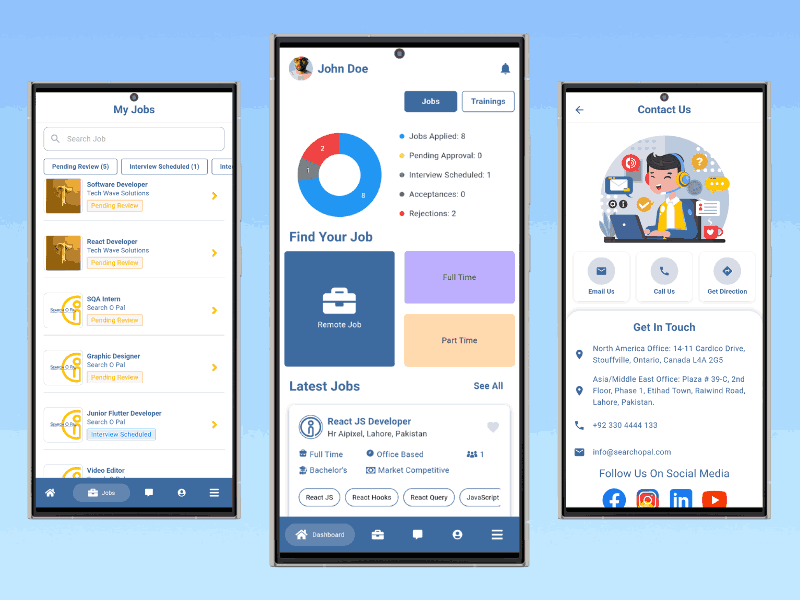 My Jobs
Search Job
Pending Review (5)
Interview Scheduled (1)
Software Developer
Tech Wave Solutions
Pending Review
React Developer
Tech Wave Solutions
Pending Review
SQA Intern
Search O Pal
Pending Review
Graphic Designer
Search O Pal
Pending Review
Junior Flutter Developer
Search O Pal
Interview Scheduled
Video Editor
Jobs
John Doe
Jobs
Trainings
2
1
8
Jobs Applied: 8
Pending Approval: 0
Interview Scheduled: 1
Acceptances: 0
Rejections: 2
Find Your Job
Remote Job
Full Time
Part Time
Latest Jobs
See All
React JS Developer
Hr Aipixel, Lahore, Pakistan
Full Time
Office Based
1
Bachelor's
Market Competitive
React JS
React Hooks
React Query
JavaScript
Dashboard
Contact Us
Email Us
Call Us
Get Direction
Get In Touch
North America Office: 14-11 Cardico Drive,
Stouffville, Ontario, Canada L4A 2G5
Asia/Middle East Office: Plaza # 39-C, 2nd
Floor, Phase 1, Etihad Town, Raiwind Road,
Lahore, Pakistan.
+92 330 4444 133
info@searchopal.com
Follow Us On Social Media